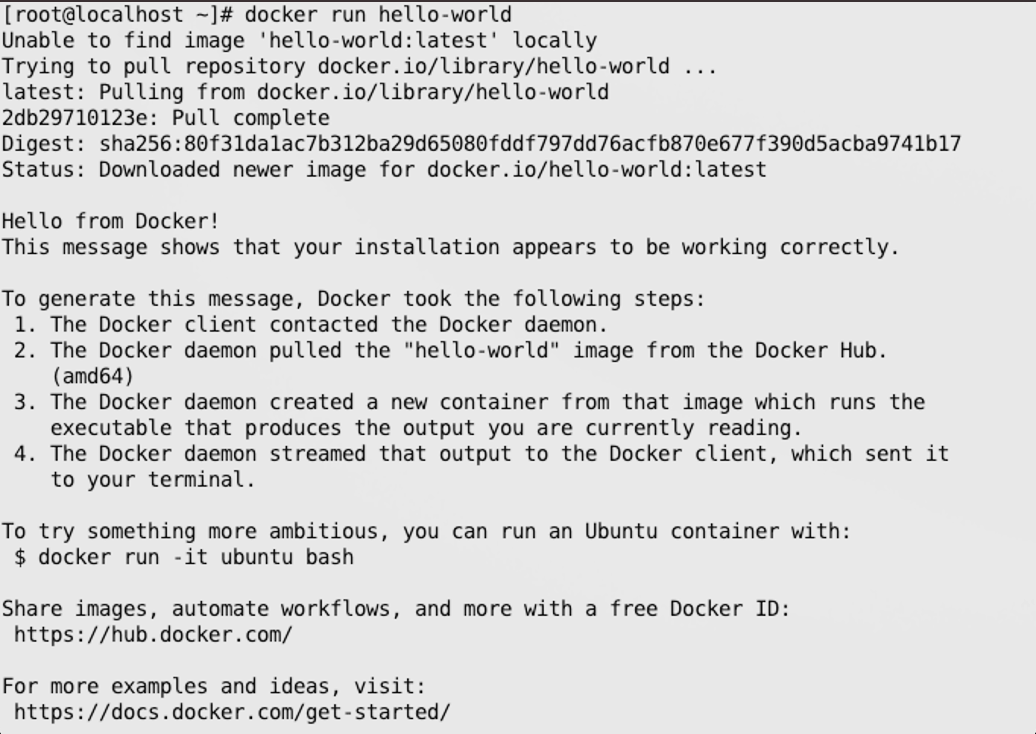 [root@localhost ~]# docker run hello-world
Unable to find image 'hello-world:latest' locally
Trying to pull repository docker.io/library/hello-world ...
latest: Pulling from docker.io/library/hello-world
2db29710123e: Pull complete
Digest: sha256:80f31da1ac7b312ba29d65080fddf797dd76acfb870e677f390d5acba9741b17
Status: Downloaded newer image for docker.io/hello-world:latest

Hello from Docker!
This message shows that your installation appears to be working correctly.

To generate this message, Docker took the following steps:
 1. The Docker client contacted the Docker daemon.
 2. The Docker daemon pulled the "hello-world" image from the Docker Hub.
    (amd64)
 3. The Docker daemon created a new container from that image which runs the
    executable that produces the output you are currently reading.
 4. The Docker daemon streamed that output to the Docker client, which sent it
    to your terminal.

To try something more ambitious, you can run an Ubuntu container with:
 $ docker run -it ubuntu bash

Share images, automate workflows, and more with a free Docker ID:
 https://hub.docker.com/

For more examples and ideas, visit:
 https://docs.docker.com/get-started/